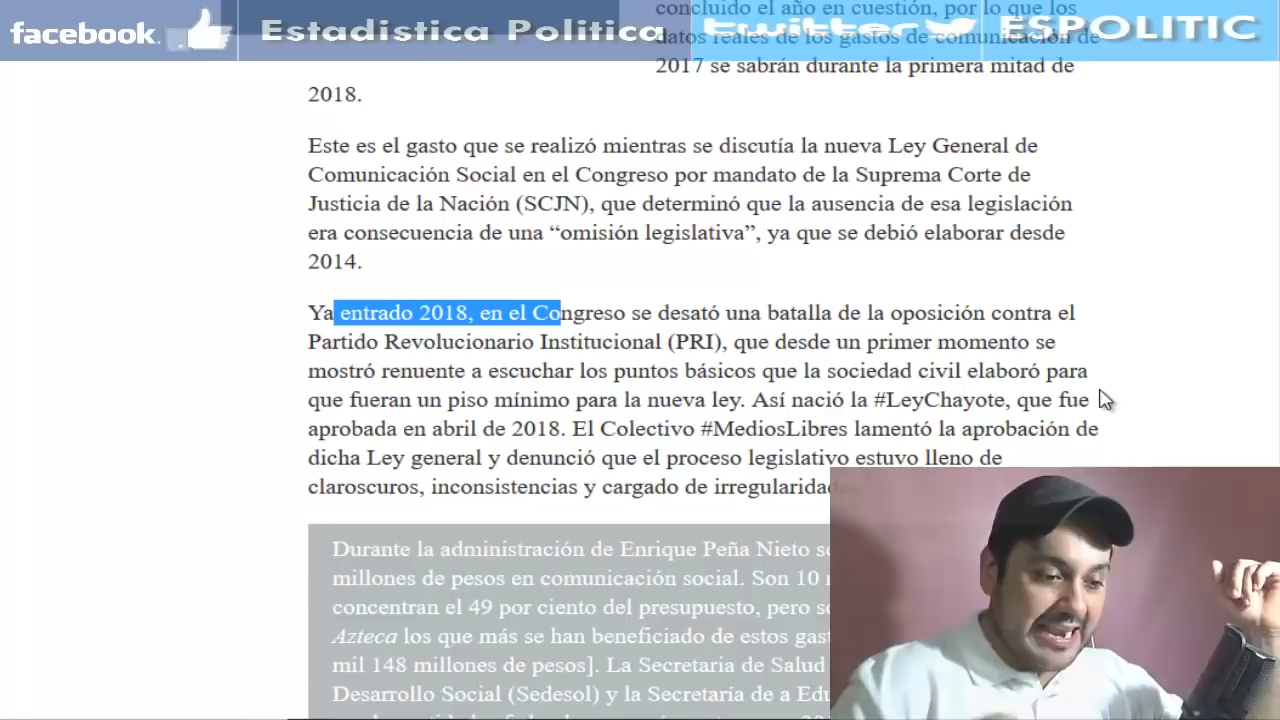 facebook. Estadistica Politica twitter ESPOLITIC
concluido el año en cuestión, por lo que los
datos reales de los gastos de comunicación de
2017 se sabrán durante la primera mitad de
2018.
Este es el gasto que se realizó mientras se discutía la nueva Ley General de
Comunicación Social en el Congreso por mandato de la Suprema Corte de
Justicia de la Nación (SCJN), que determinó que la ausencia de esa legislación
era consecuencia de una “omisión legislativa”, ya que se debió elaborar desde
2014.
Ya entrado 2018, en el Congreso se desató una batalla de la oposición contra el
Partido Revolucionario Institucional (PRI), que desde un primer momento se
mostró renuente a escuchar los puntos básicos que la sociedad civil elaboró para
que fueran un piso mínimo para la nueva ley. Así nació la #LeyChayote, que fue
aprobada en abril de 2018. El Colectivo #MediosLibres lamentó la aprobación de
dicha Ley general y denunció que el proceso legislativo estuvo lleno de
claroscuros, inconsistencias y cargado de
Durante la administración de Enrique Peña Nieto
millones de pesos en comunicación social. Son 10
concentran el 49 por ciento del presupuesto, pero
Azteca los que más se han beneficiado de estos
mil 148 millones de pesos]. La Secretaria de Salud
Desarrollo Social (Sedesol) y la Secretaría de a